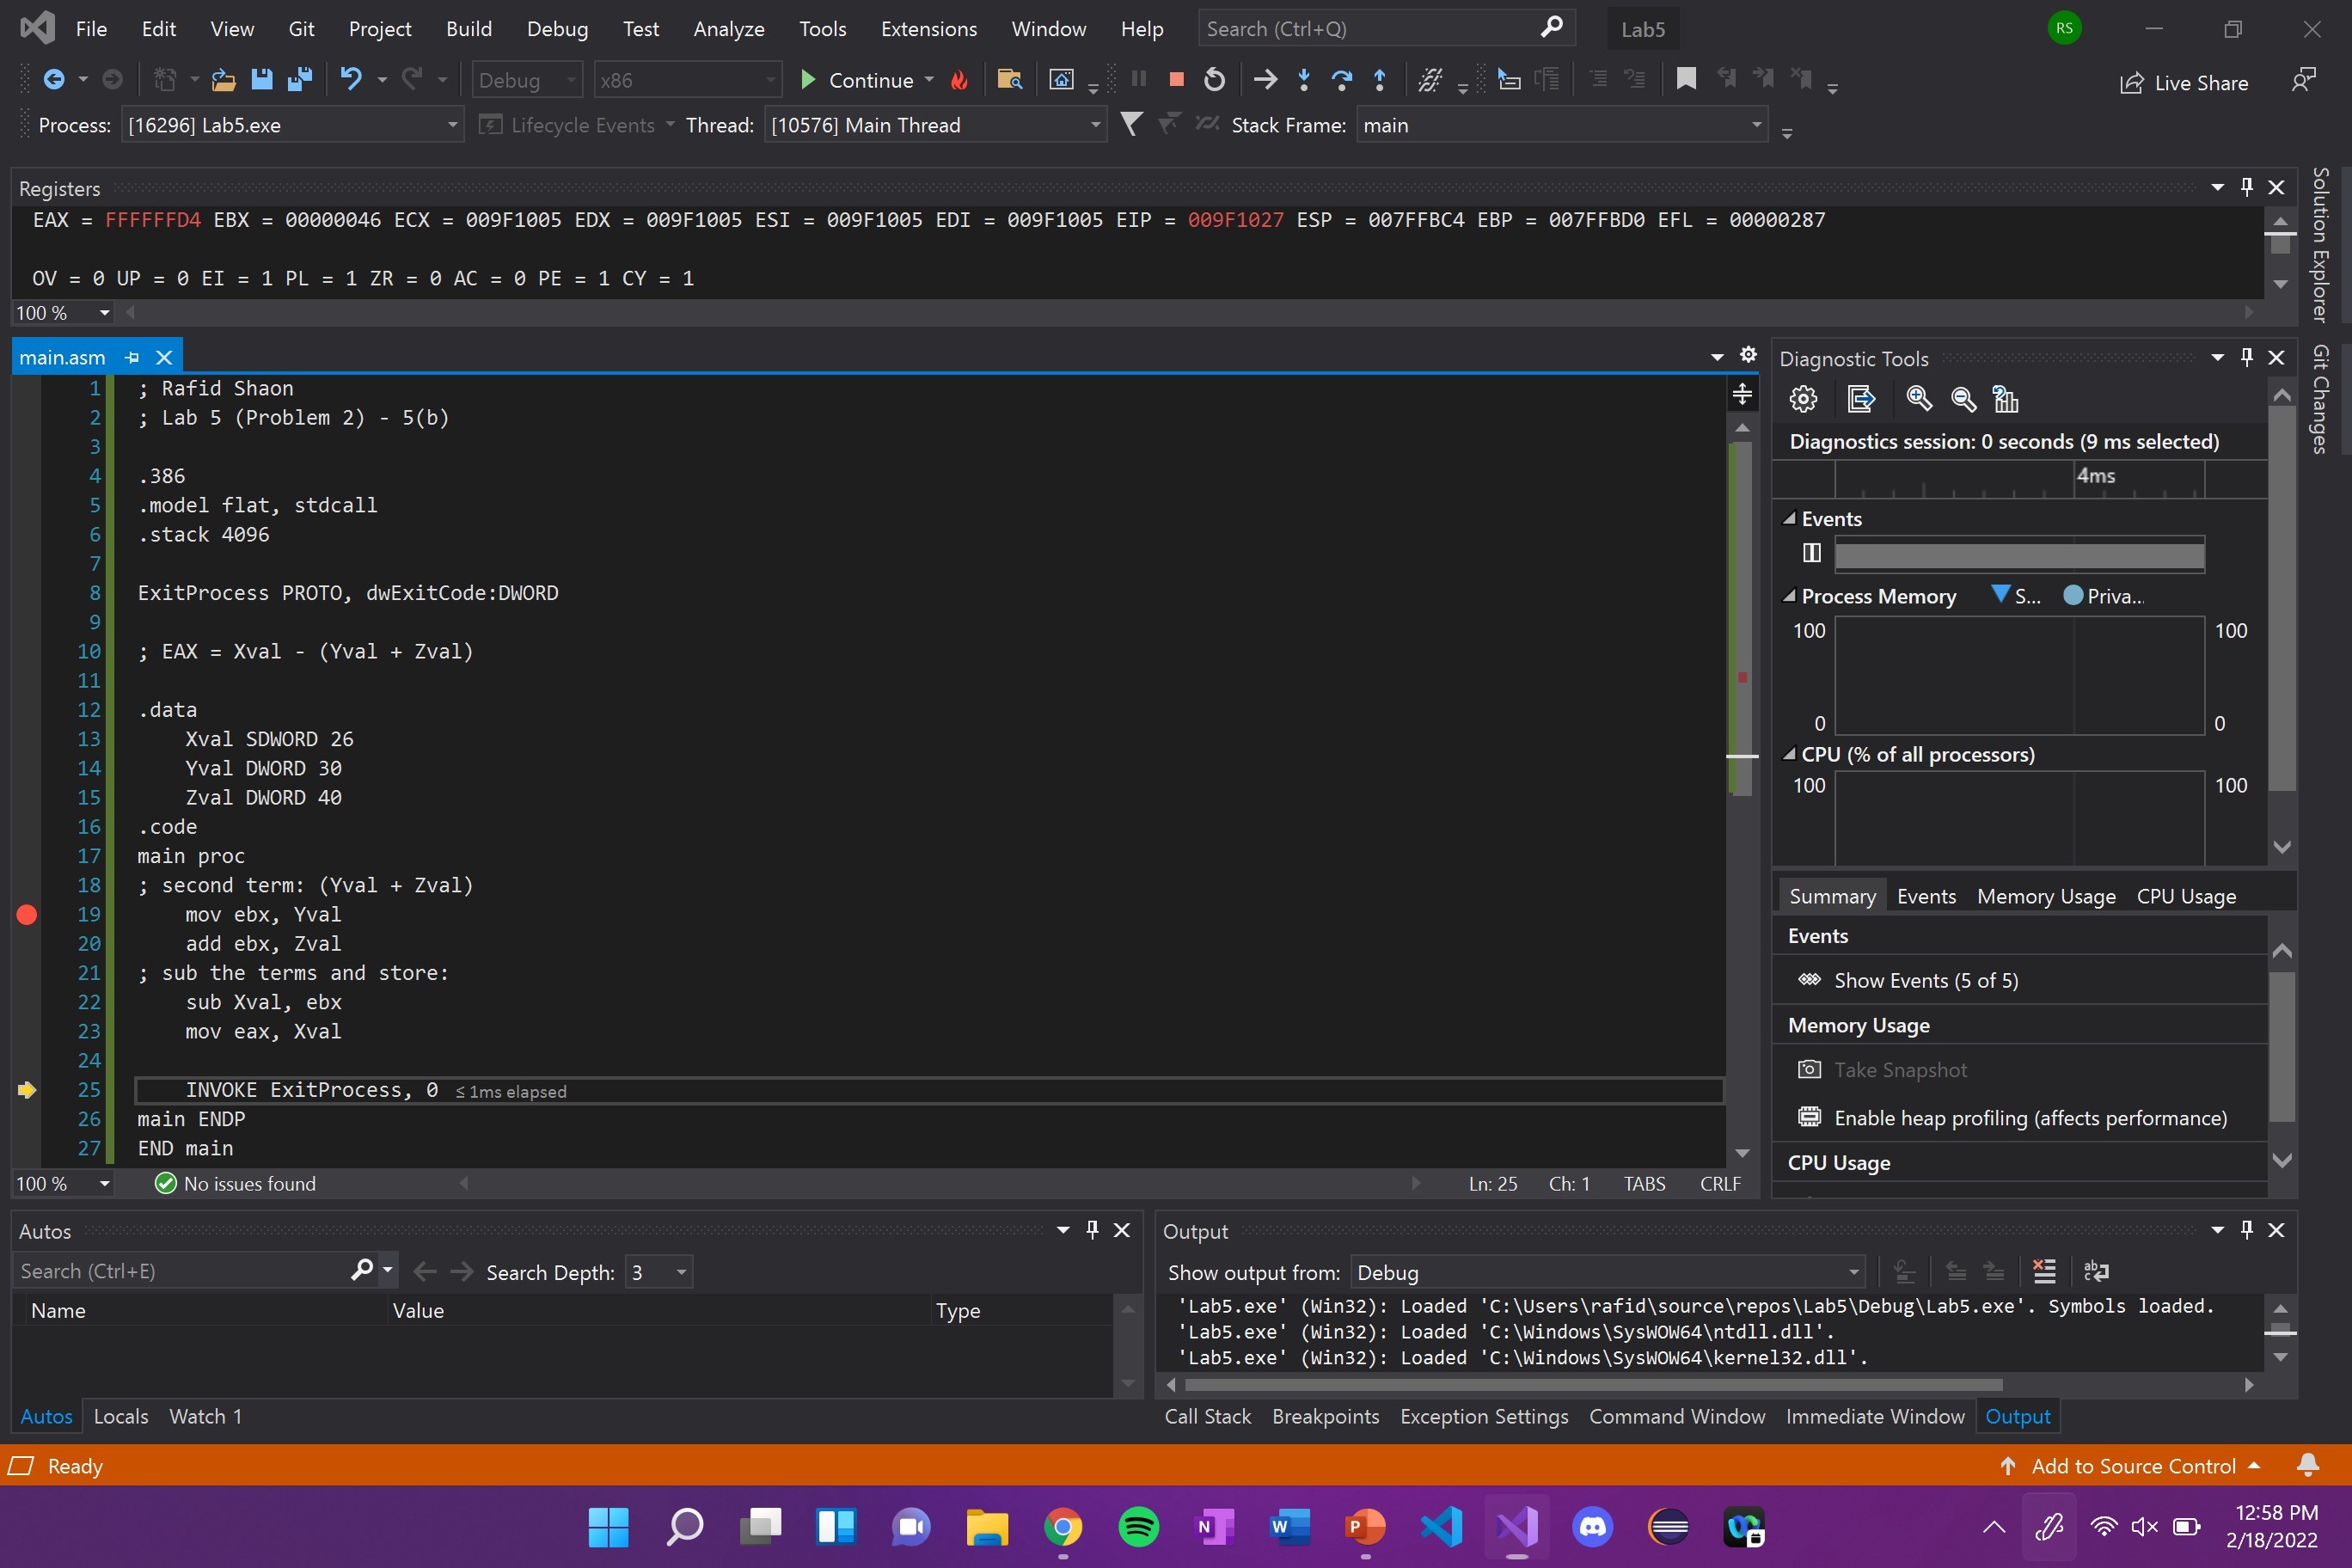 File Edit View Git Project Build Debug Test Analyze Tools Extensions Window Help Search (Ctrl+Q) Lab5 RS
Debug x86 Continue Live Share
Process: [16296] Lab5.exe Lifecycle Events Thread: [10576] Main Thread Stack Frame: main
Registers
EAX = FFFFFFD4 EBX = 00000046 ECX = 009F1005 EDX = 009F1005 ESI = 009F1005 EDI = 009F1005 EIP = 009F1027 ESP = 007FFBC4 EBP = 007FFBD0 EFL = 00000287
OV = 0 UP = 0 EI = 1 PL = 1 ZR = 0 AC = 0 PE = 1 CY = 1
100 %
Solution Explorer
Git Changes
main.asm
1 ; Rafid Shaon
2 ; Lab 5 (Problem 2) - 5(b)
3
4 .386
5 .model flat, stdcall
6 .stack 4096
7
8 ExitProcess PROTO, dwExitCode:DWORD
9
10 ; EAX = Xval - (Yval + Zval)
11
12 .data
13 Xval SDWORD 26
14 Yval DWORD 30
15 Zval DWORD 40
16 .code
17 main proc
18 ; second term: (Yval + Zval)
19 mov ebx, Yval
20 add ebx, Zval
21 ; sub the terms and store:
22 sub Xval, ebx
23 mov eax, Xval
24
25 INVOKE ExitProcess, 0 ≤ 1ms elapsed
26 main ENDP
27 END main
100 % No issues found Ln: 25 Ch: 1 TABS CRLF
Diagnostic Tools
Diagnostics session: 0 seconds (9 ms selected)
4ms
Events
Process Memory S... Priva...
100 100
0 0
CPU (% of all processors)
100 100
Summary Events Memory Usage CPU Usage
Events
Show Events (5 of 5)
Memory Usage
Take Snapshot
Enable heap profiling (affects performance)
CPU Usage
Autos
Search (Ctrl+E) Search Depth: 3
Name Value Type
Autos Locals Watch 1
Output
Show output from: Debug
'Lab5.exe' (Win32): Loaded 'C:\Users\rafid\source\repos\Lab5\Debug\Lab5.exe'. Symbols loaded.
'Lab5.exe' (Win32): Loaded 'C:\Windows\SysWOW64\ntdll.dll'.
'Lab5.exe' (Win32): Loaded 'C:\Windows\SysWOW64\kernel32.dll'.
Call Stack Breakpoints Exception Settings Command Window Immediate Window Output
Ready Add to Source Control
12:58 PM
2/18/2022